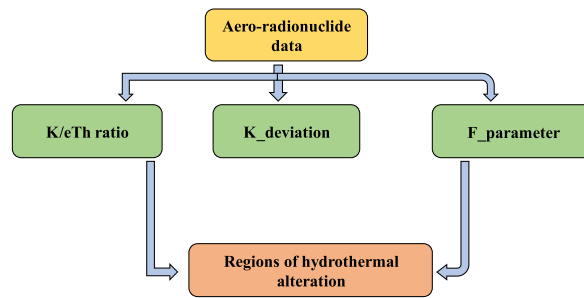 Aero-radionuclide
data
K/eTh ratio
K_deviation
F_parameter
Regions of hydrothermal
alteration